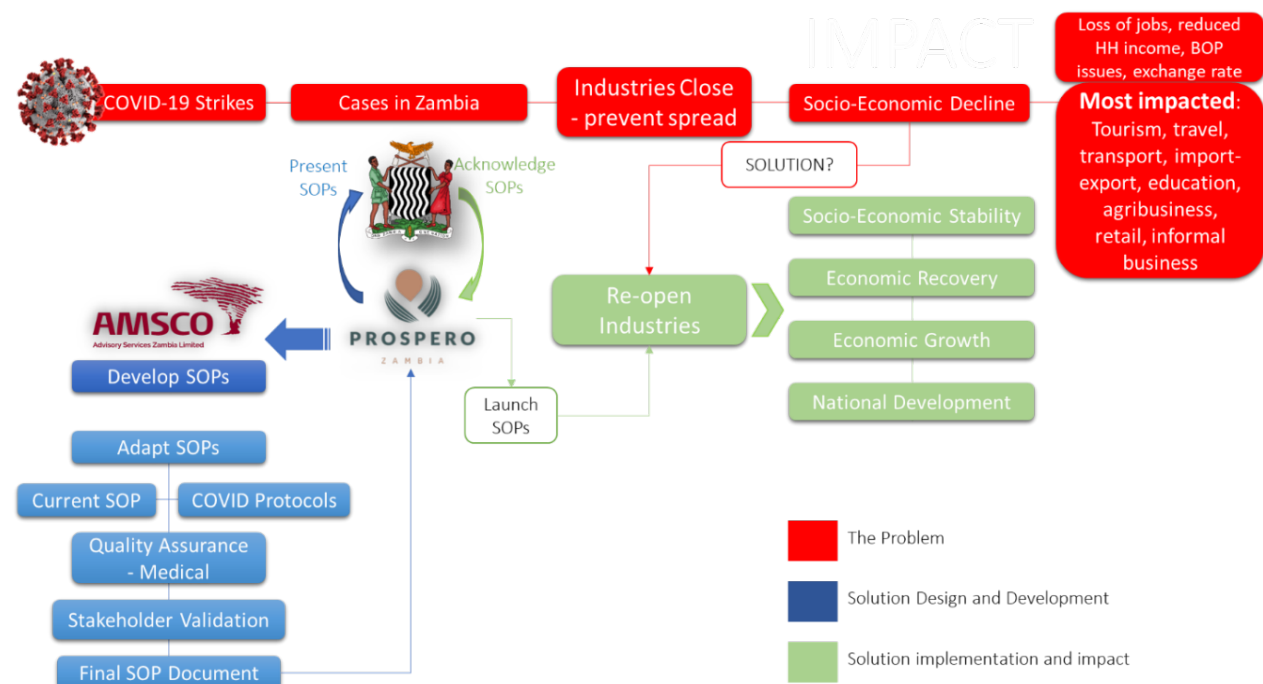 IMPACT
Loss of jobs, reduced
HH income, BOP
issues, exchange rate
COVID-19 Strikes
Cases in Zambia
Industries Close
- prevent spread
Socio-Economic Decline
Most impacted:
Tourism, travel,
transport, import-
export, education,
agribusiness,
retail, informal
business
SOLUTION?
Present
SOPs
Acknowledge
SOPs
Socio-Economic Stability
Economic Recovery
Economic Growth
National Development
Re-open
Industries
AMSCO
Advisory Services Zambia Limited
PROSPERO
ZAMBIA
Develop SOPs
Launch
SOPs
Adapt SOPs
Current SOP
COVID Protocols
Quality Assurance
- Medical
Stakeholder Validation
Final SOP Document
The Problem
Solution Design and Development
Solution implementation and impact